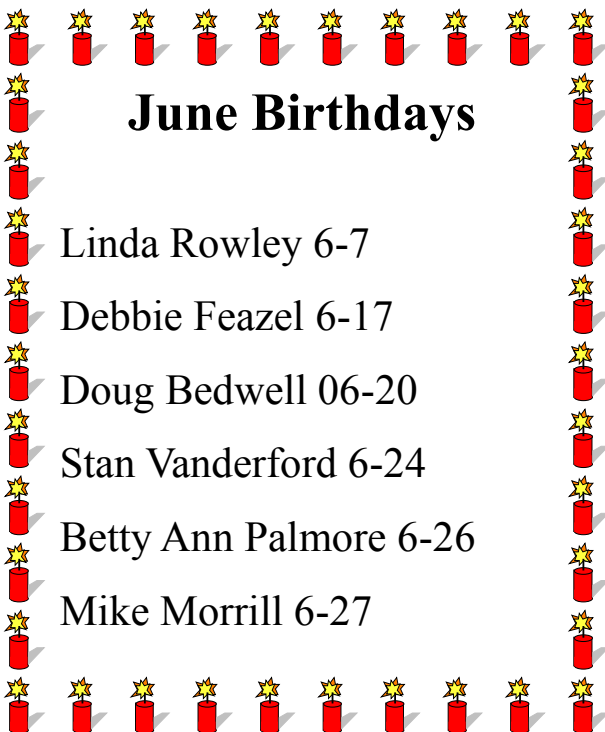 June Birthdays
Linda Rowley 6-7
Debbie Feazel 6-17
Doug Bedwell 06-20
Stan Vanderford 6-24
Betty Ann Palmore 6-26
Mike Morrill 6-27